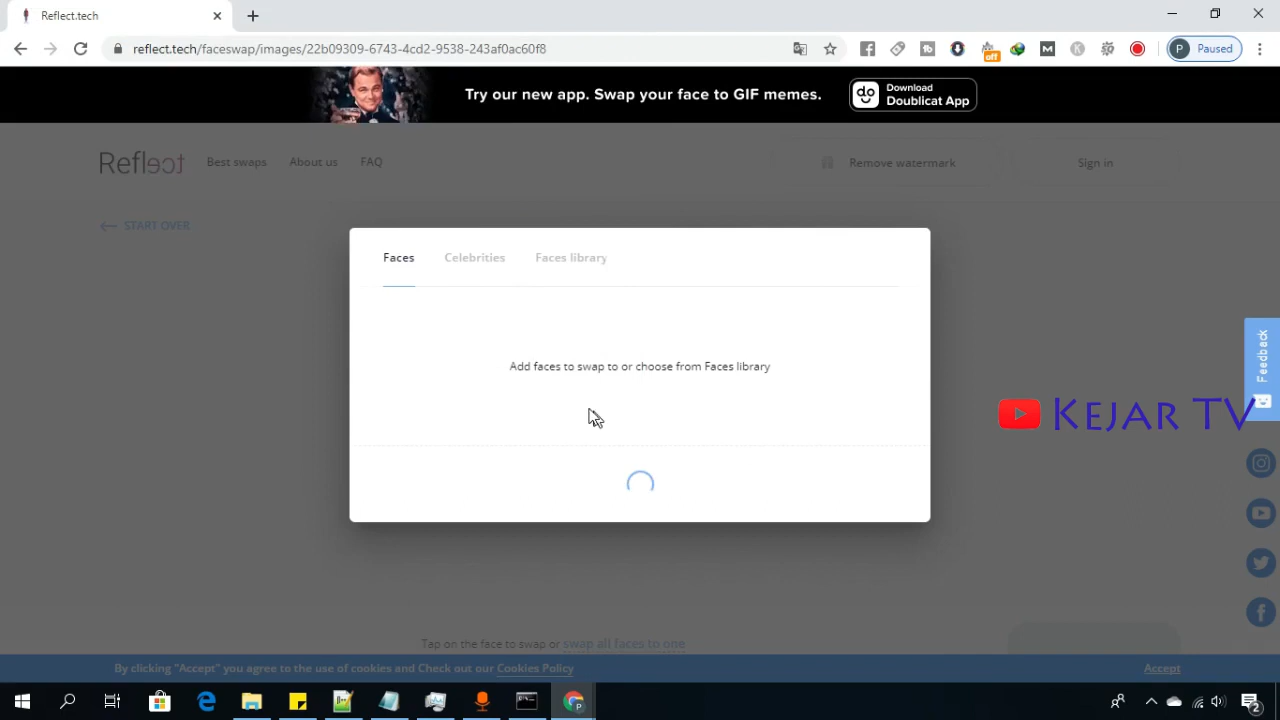 Reflect.tech
reflect.tech/faceswap/images/22b09309-6743-4cd2-9538-243af0ac60f8
off
M
K
P
Paused
Try our new app. Swap your face to GIF memes.
Download
Doublicat App
Reflect
Best swaps
About us
FAQ
Remove watermark
Sign in
START OVER
Faces
Celebrities
Faces library
Add faces to swap to or choose from Faces library
Feedback
KEJAR TV
Tap on the face to swap or swap all faces to one
By clicking "Accept" you agree to the use of cookies and Check out our Cookies Policy
Accept
P
2